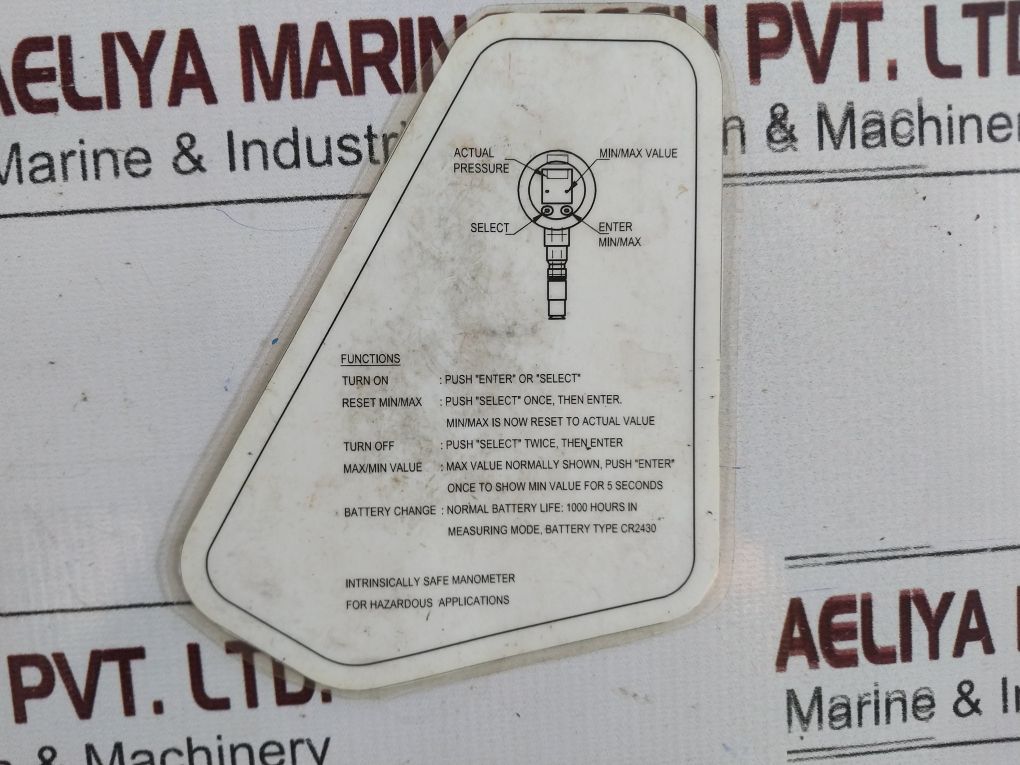 AELIYA MARIN
PVT. LTD
Marine & Industri
& Machiner
ACTUAL
PRESSURE
MIN/MAX VALUE
SELECT
ENTER
MIN/MAX
FUNCTIONS
TURN ON : PUSH "ENTER" OR "SELECT"
RESET MIN/MAX : PUSH "SELECT" ONCE, THEN ENTER.
MIN/MAX IS NOW RESET TO ACTUAL VALUE
TURN OFF : PUSH "SELECT" TWICE, THEN ENTER
MAX/MIN VALUE : MAX VALUE NORMALLY SHOWN, PUSH "ENTER"
ONCE TO SHOW MIN VALUE FOR 5 SECONDS
BATTERY CHANGE : NORMAL BATTERY LIFE: 1000 HOURS IN
MEASURING MODE, BATTERY TYPE CR2430
INTRINSICALLY SAFE MANOMETER
FOR HAZARDOUS APPLICATIONS
PVT. LTD.
& Machinery
AELIYA
Marine & In